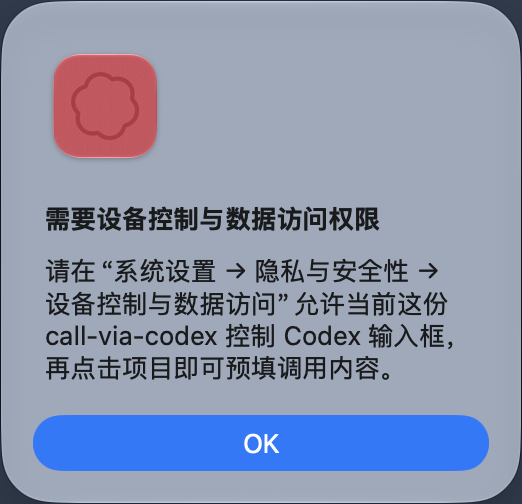 需要设备控制与数据访问权限
请在 “系统设置 → 隐私与安全性 →
设备控制与数据访问” 允许当前这份
call-via-codex 控制 Codex 输入框，
再点击项目即可预填调用内容。
OK